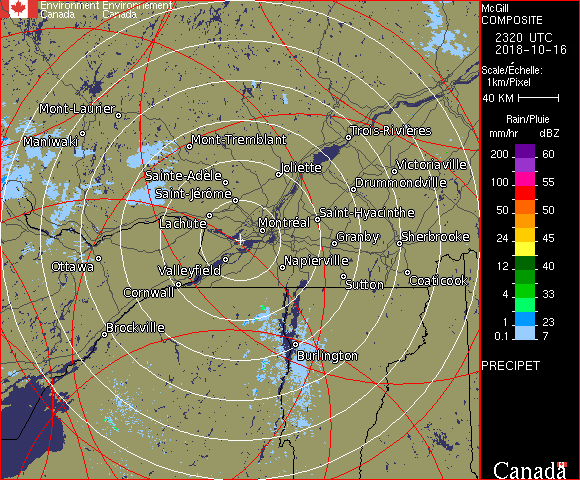 Environment Environnement
Canada Canada
McGill
COMPOSITE
2320 UTC
2018-10-16
Scale/Échelle:
1km/Pixel
40 KM
Rain/Pluie
mm/hr dBZ
200 60
100 55
50 50
24 45
12 40
4 33
1 23
0.1 7
PRECIPET
Canada
Mont-Laurier
Maniwaki
Mont-Tremblant
Trois-Rivières
Sainte-Adèle
Joliette
Victoriaville
Saint-Jérôme
Drummondville
Lachute
Montréal
Saint-Hyacinthe
Granby
Sherbrooke
Ottawa
Valleyfield
Napierville
Cornwall
Sutton
Coaticook
Brockville
Burlington